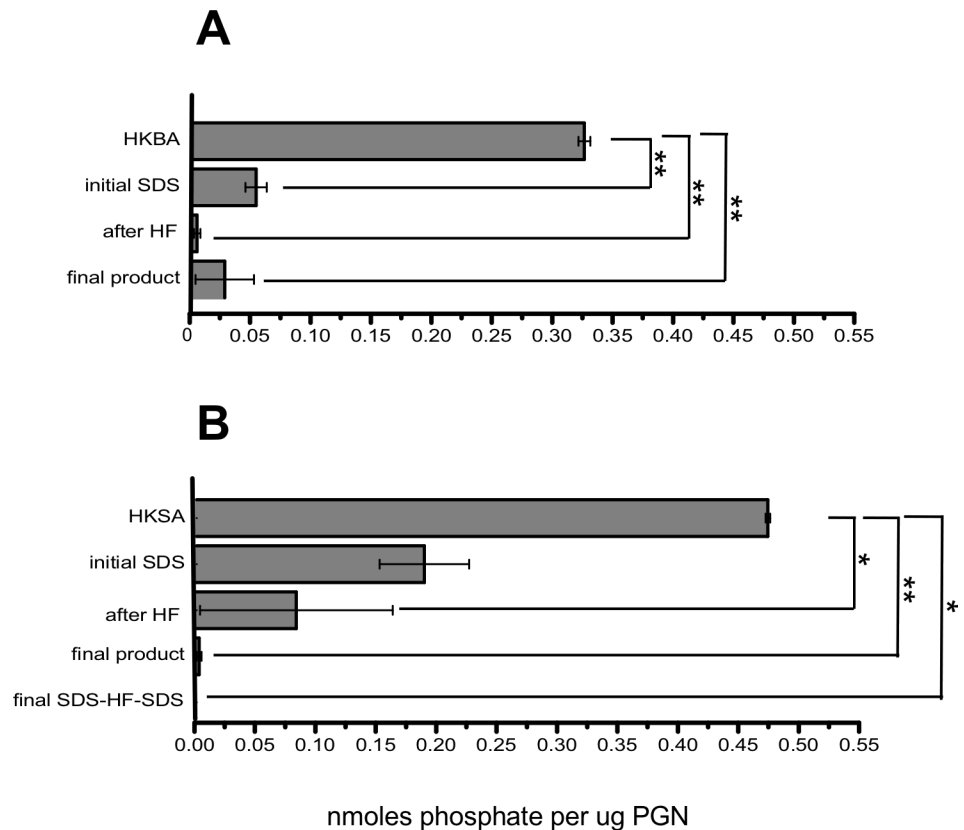 A
HKBA
initial SDS
after HF
final product
**
**
**
0 0.05 0.10 0.15 0.20 0.25 0.30 0.35 0.40 0.45 0.50 0.55
B
HKSA
initial SDS
after HF
final product
final SDS-HF-SDS
*
**
*
0.00 0.05 0.10 0.15 0.20 0.25 0.30 0.35 0.40 0.45 0.50 0.55
nmoles phosphate per ug PGN